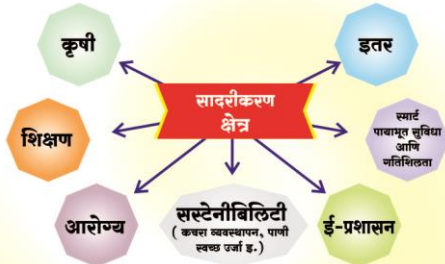 कृषी
इतर
सादरीकरण
क्षेत्र
शिक्षण
स्मार्ट
पायाभूत सुविधा
आणि
गतिशिलता
आरोग्य
सस्टेनीबिलिटी
( कचरा व्यवस्थापन, पाणी
स्वच्छ उर्जा इ.)
ई-प्रशासन